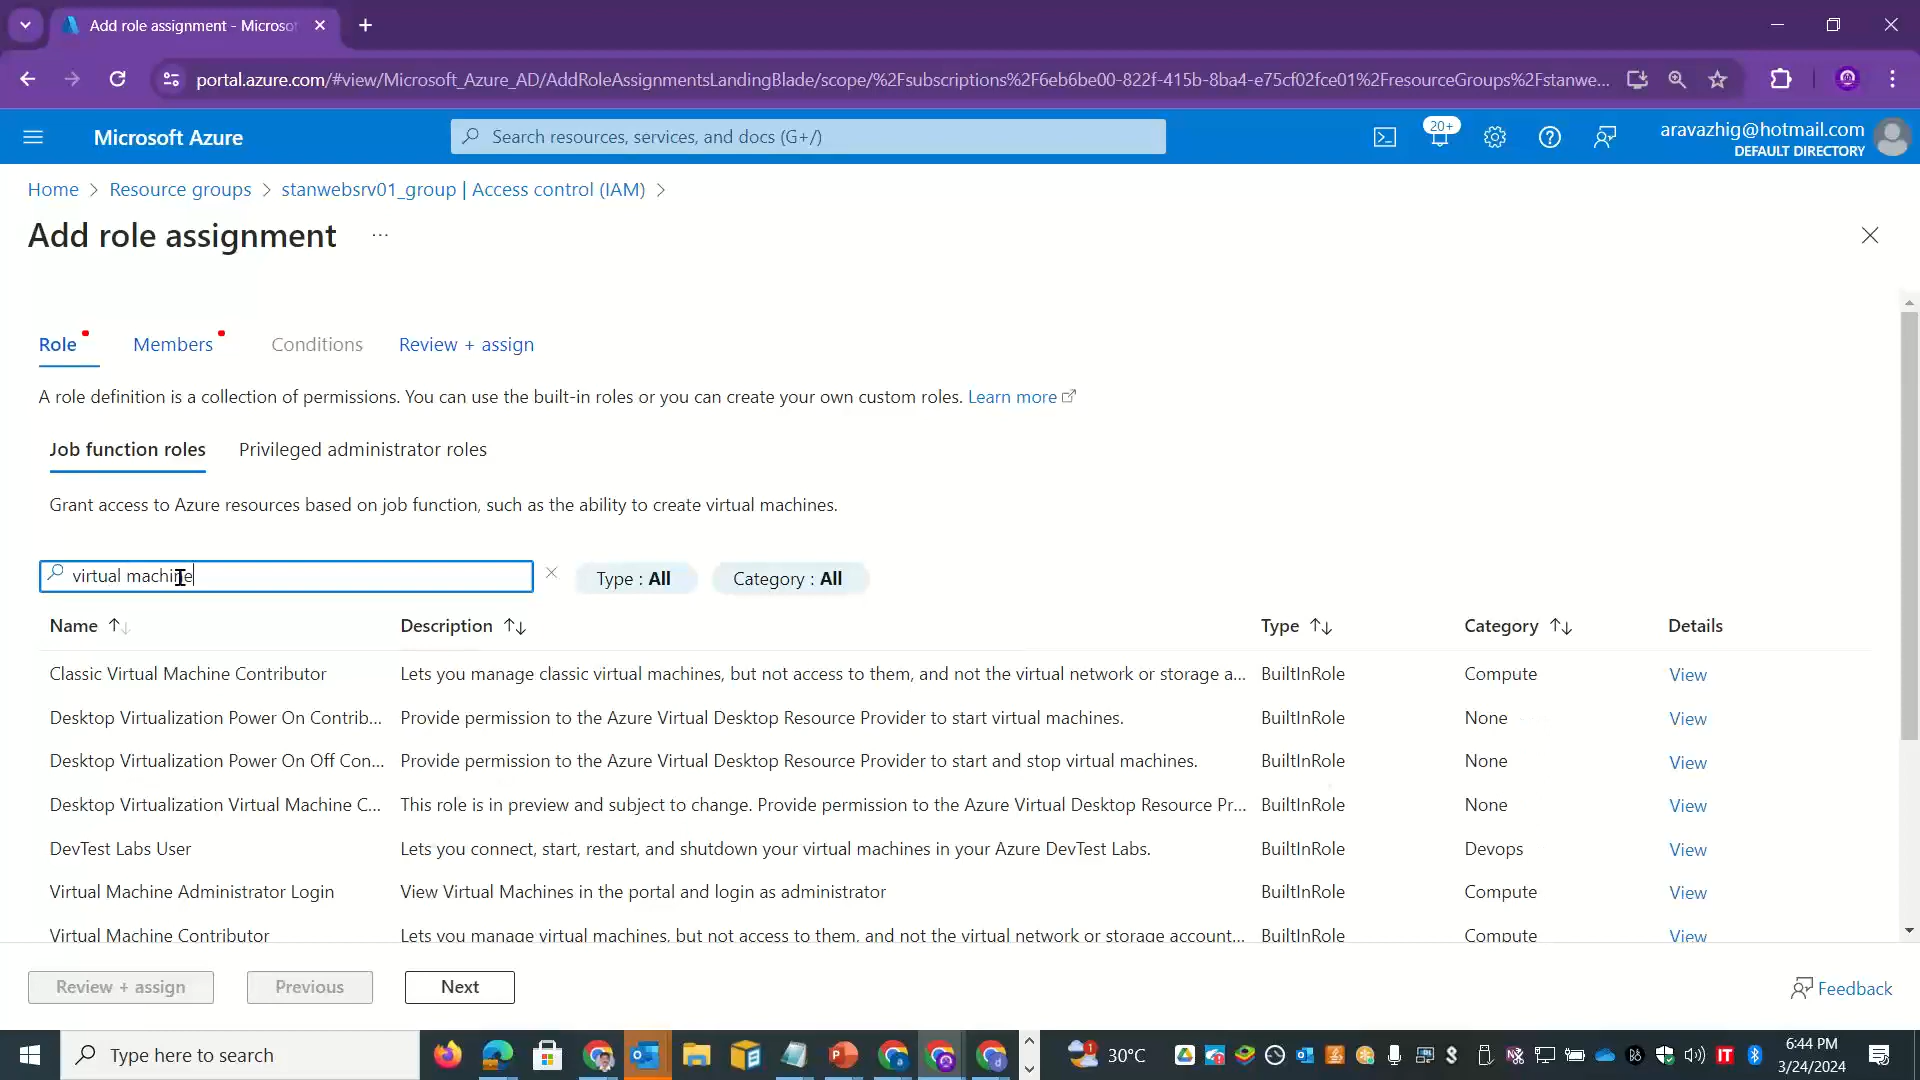 Add role assignment - Microso
portal.azure.com/#view/Microsoft_Azure_AD/AddRoleAssignmentsLandingBlade/scope/%2Fsubscriptions%2F6eb6be00-822f-415b-8ba4-e75cf02fce01%2FresourceGroups%2Fstanwe...
Microsoft Azure
Search resources, services, and docs (G+/)
20+
aravazhig@hotmail.com
DEFAULT DIRECTORY
Home > Resource groups > stanwebsrv01_group | Access control (IAM) >
Add role assignment ...
Role Members Conditions Review + assign
A role definition is a collection of permissions. You can use the built-in roles or you can create your own custom roles. Learn more
Job function roles Privileged administrator roles
Grant access to Azure resources based on job function, such as the ability to create virtual machines.
virtual machine Type : All Category : All
Name Description Type Category Details
Classic Virtual Machine Contributor Lets you manage classic virtual machines, but not access to them, and not the virtual network or storage a... BuiltInRole Compute View
Desktop Virtualization Power On Contrib... Provide permission to the Azure Virtual Desktop Resource Provider to start virtual machines. BuiltInRole None View
Desktop Virtualization Power On Off Con... Provide permission to the Azure Virtual Desktop Resource Provider to start and stop virtual machines. BuiltInRole None View
Desktop Virtualization Virtual Machine C... This role is in preview and subject to change. Provide permission to the Azure Virtual Desktop Resource Pr... BuiltInRole None View
DevTest Labs User Lets you connect, start, restart, and shutdown your virtual machines in your Azure DevTest Labs. BuiltInRole Devops View
Virtual Machine Administrator Login View Virtual Machines in the portal and login as administrator BuiltInRole Compute View
Virtual Machine Contributor Lets you manage virtual machines, but not access to them, and not the virtual network or storage account... BuiltInRole Compute View
Review + assign Previous Next Feedback
Type here to search
30°C
6:44 PM
3/24/2024